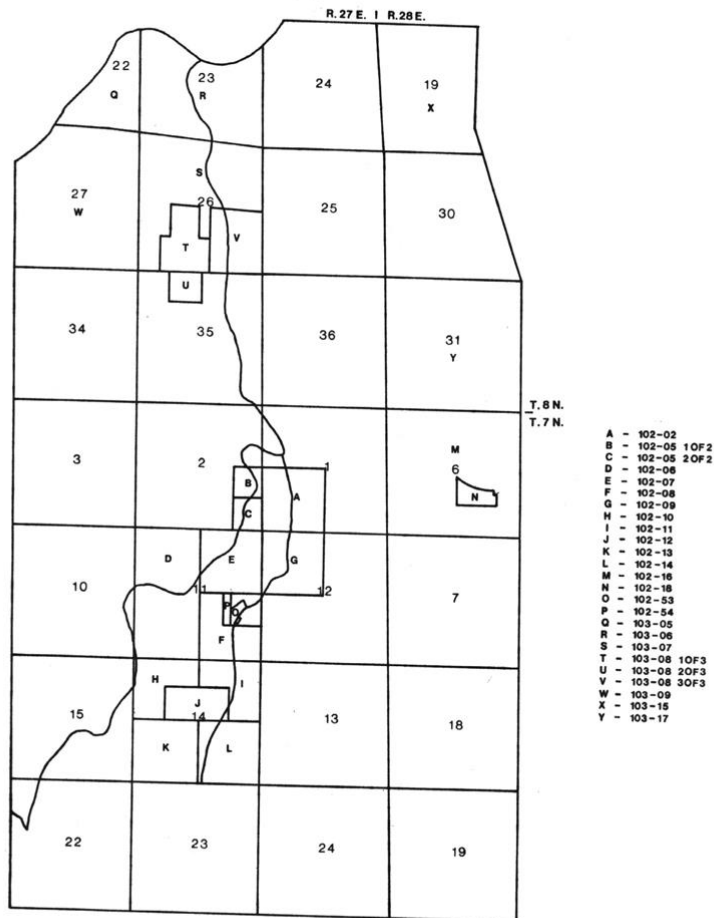 R. 27 E. | R. 28 E.
22 23 24 19
Q R X
S
27 26 25 30
W
T V
U
34 35 36 31
Y
T. 8 N.
T. 7 N.
3 2 1 M
6
B A N
C
D E G
10 11 12 7
P O
F
H I
J
15 14 13 18
K L
22 23 24 19
A - 102-02
B - 102-05 1OF2
C - 102-05 2OF2
D - 102-06
E - 102-07
F - 102-08
G - 102-09
H - 102-10
I - 102-11
J - 102-12
K - 102-13
L - 102-14
M - 102-16
N - 102-18
O - 102-53
P - 102-54
Q - 103-05
R - 103-06
S - 103-07
T - 103-08 1OF3
U - 103-08 2OF3
V - 103-08 3OF3
W - 103-09
X - 103-15
Y - 103-17